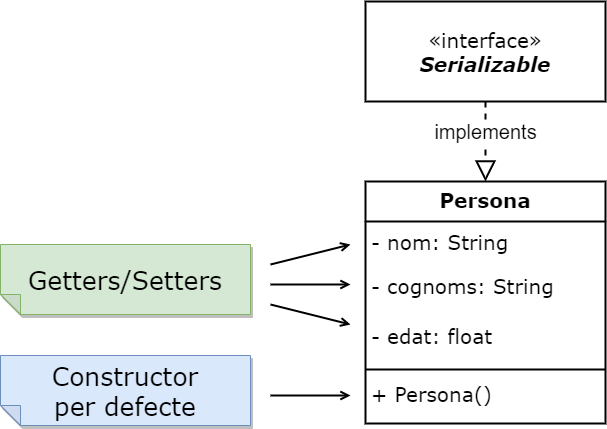 «interface»
Serializable
implements
Persona
- nom: String
- cognoms: String
- edat: float
+ Persona()
Getters/Setters
Constructor
per defecte